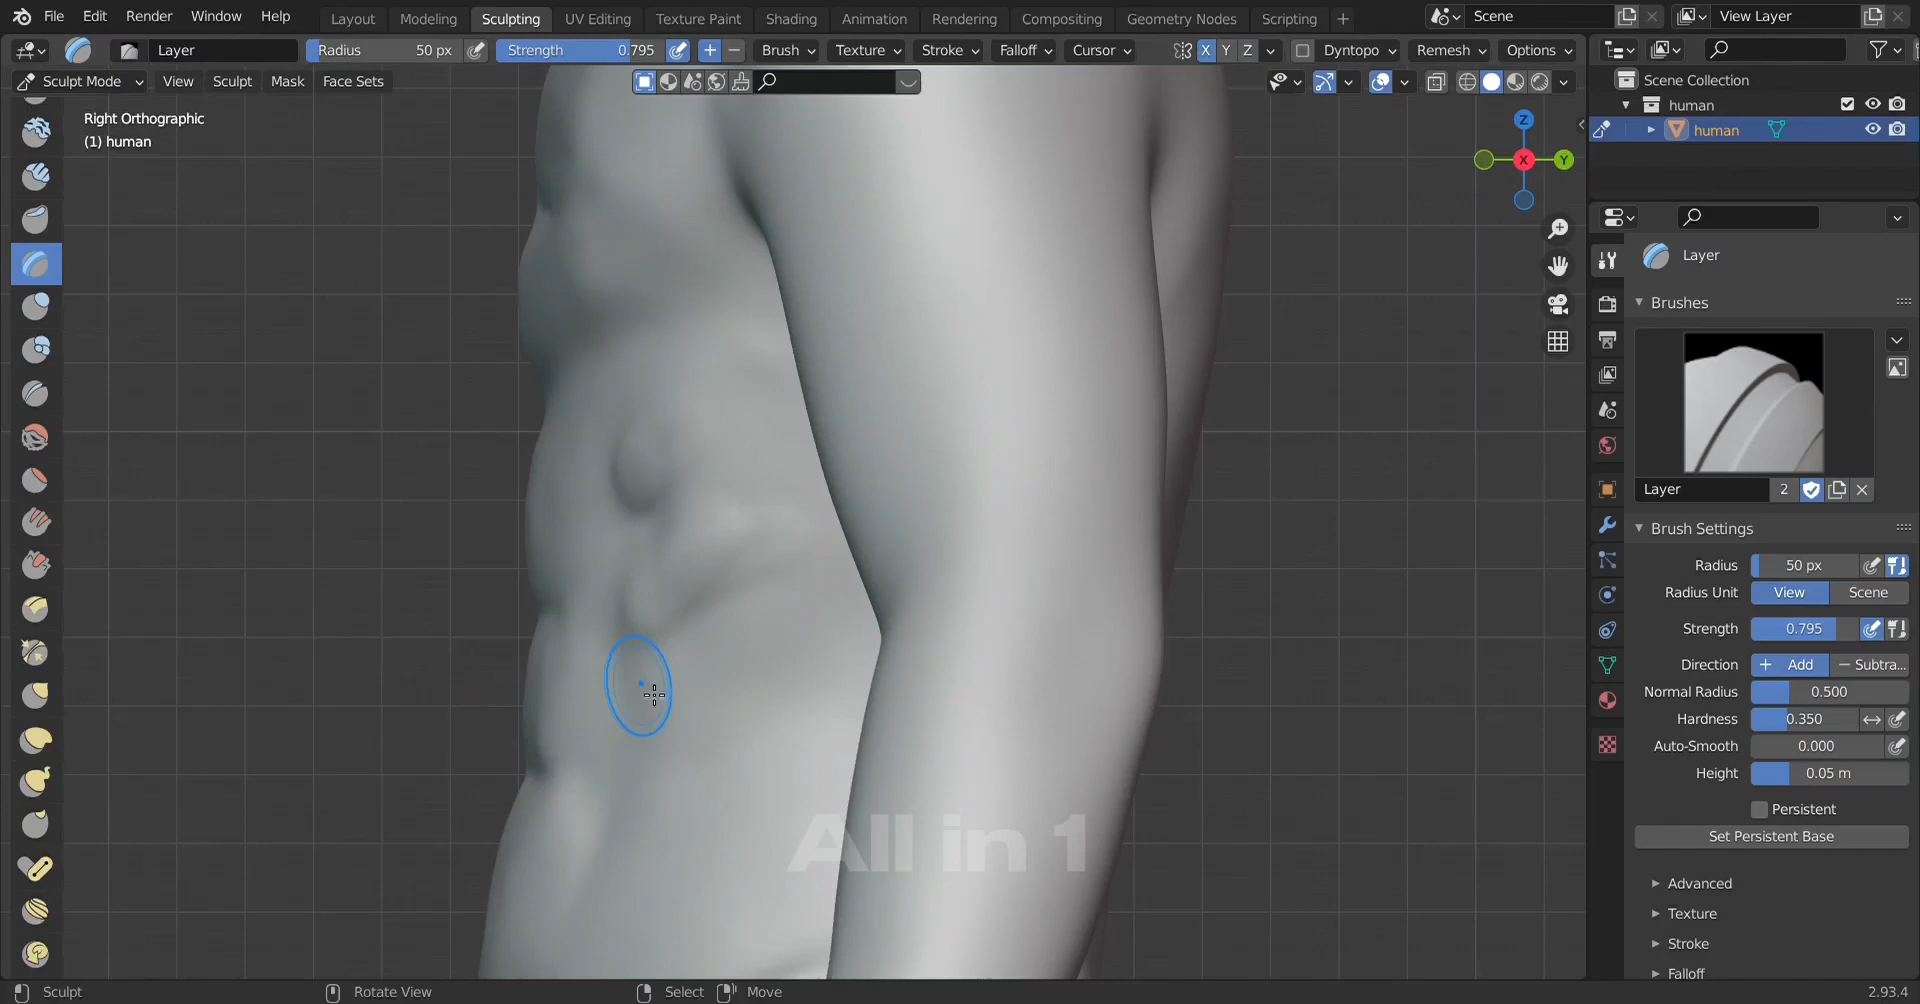 File Edit Render Window Help Layout Modeling Sculpting UV Editing Texture Paint Shading Animation Rendering Compositing Geometry Nodes Scripting + Scene View Layer
Layer Radius 50 px Strength 0.795 + − Brush Texture Stroke Falloff Cursor X Y Z Dyntopo Remesh Options
Sculpt Mode View Sculpt Mask Face Sets
Scene Collection
human
human
Right Orthographic
(1) human
Z
X
Y
Layer
Brushes
Layer 2
Brush Settings
Radius 50 px
Radius Unit View Scene
Strength 0.795
Direction + Add − Subtra...
Normal Radius 0.500
Hardness 0.350
Auto-Smooth 0.000
Height 0.05 m
Persistent
Set Persistent Base
Advanced
Texture
Stroke
Falloff
All in 1
Sculpt Rotate View Select Move 2.93.4